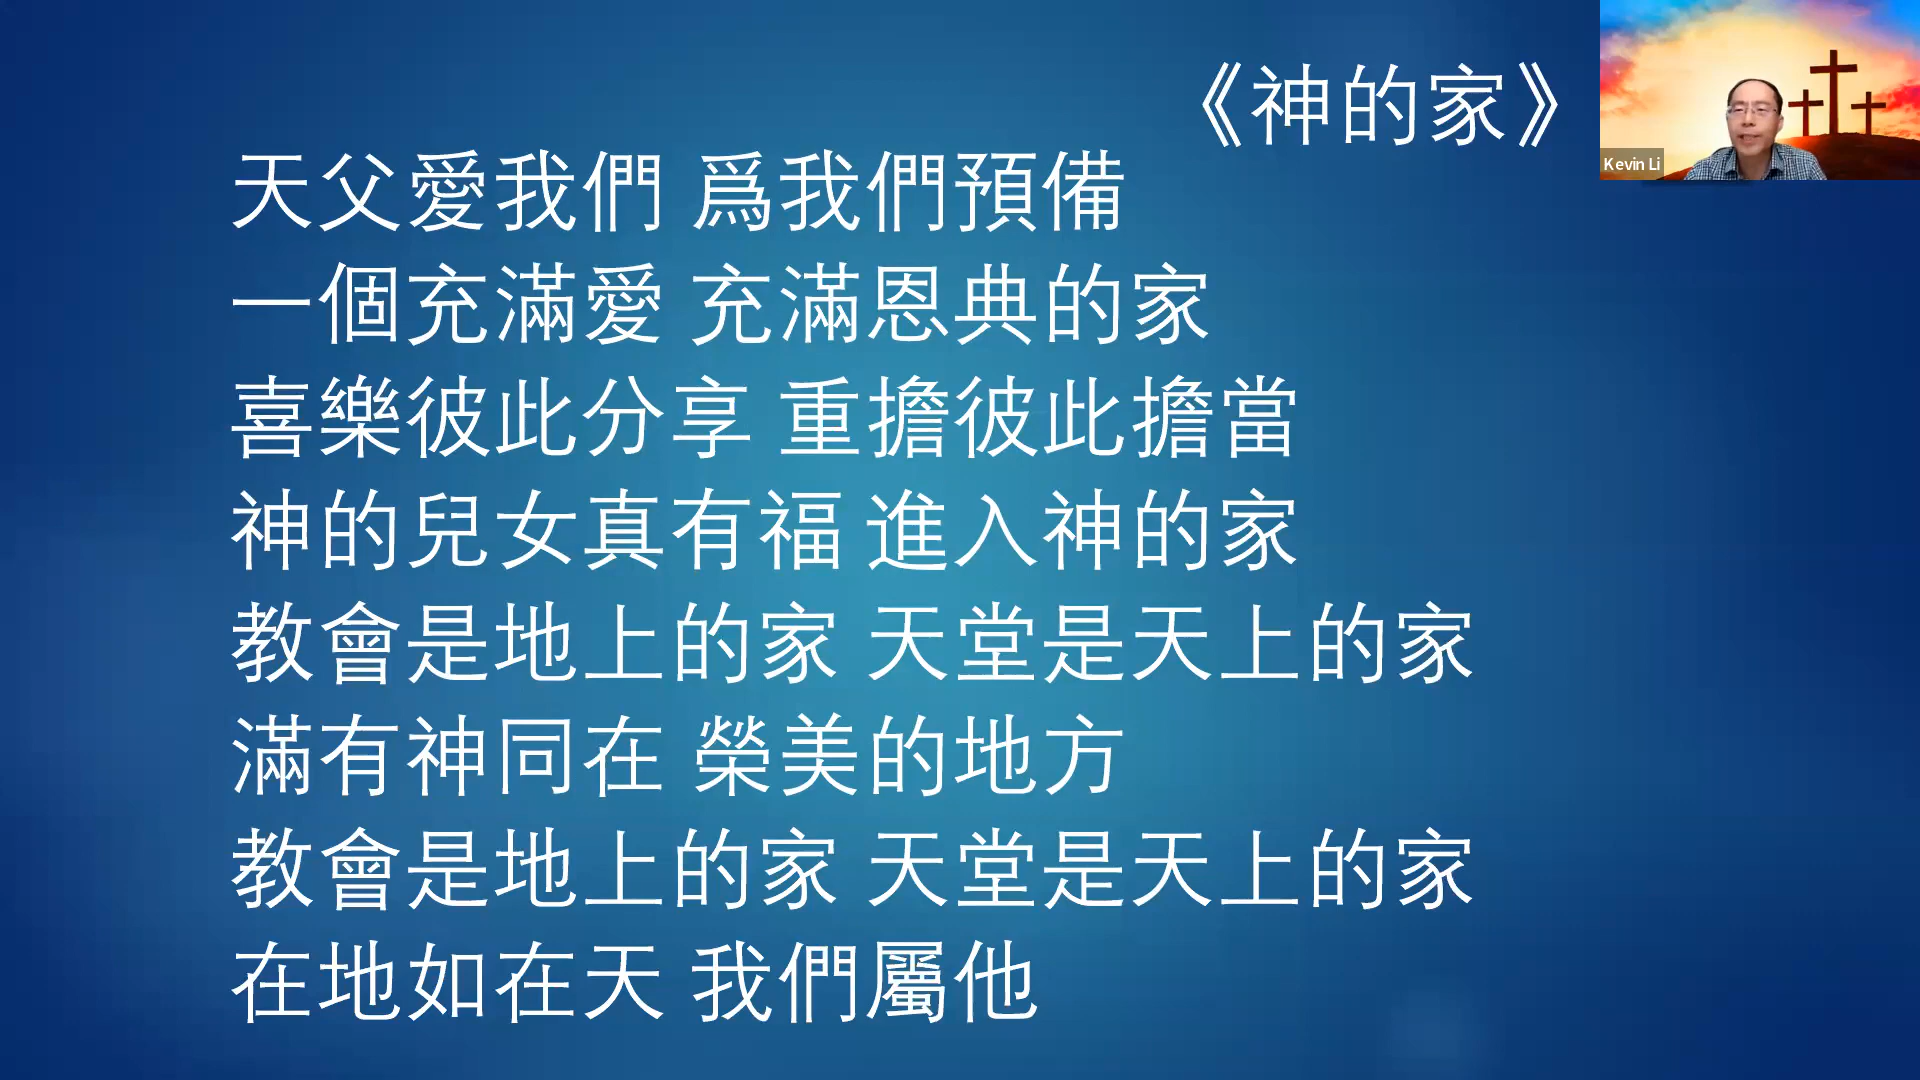 《神的家》
天父愛我們 爲我們預備
一個充滿愛 充滿恩典的家
喜樂彼此分享 重擔彼此擔當
神的兒女真有福 進入神的家
教會是地上的家 天堂是天上的家
滿有神同在 榮美的地方
教會是地上的家 天堂是天上的家
在地如在天 我們屬他
Kevin Li